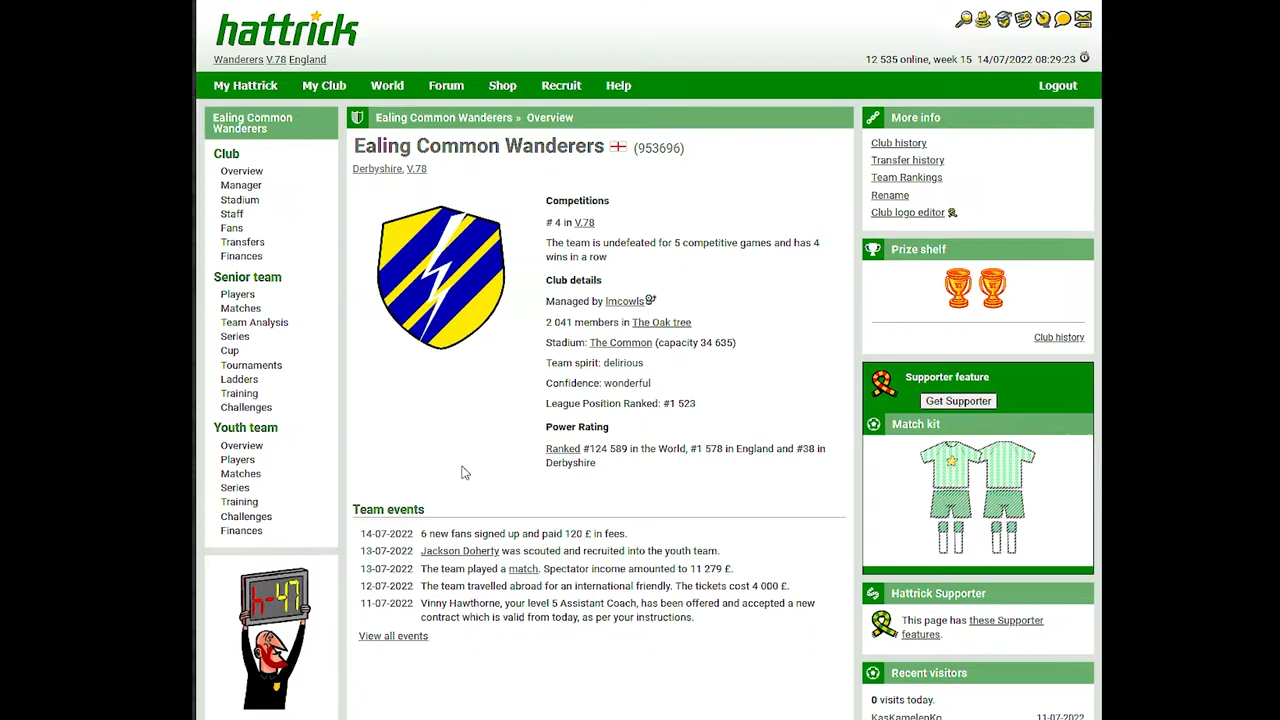 hattrick
Wanderers V.78 England
12 535 online, week 15 14/07/2022 08:29:23
My Hattrick My Club World Forum Shop Recruit Help Logout
Ealing Common
Wanderers
Club
Overview
Manager
Stadium
Staff
Fans
Transfers
Finances
Senior team
Players
Matches
Team Analysis
Series
Cup
Tournaments
Ladders
Training
Challenges
Youth team
Overview
Players
Matches
Series
Training
Challenges
Finances
h-47
Ealing Common Wanderers » Overview
Ealing Common Wanderers (953696)
Derbyshire, V.78
Competitions
# 4 in V.78
The team is undefeated for 5 competitive games and has 4
wins in a row
Club details
Managed by lmcowls
2 041 members in The Oak tree
Stadium: The Common (capacity 34 635)
Team spirit: delirious
Confidence: wonderful
League Position Ranked: #1 523
Power Rating
Ranked #124 589 in the World, #1 578 in England and #38 in
Derbyshire
Team events
14-07-2022 6 new fans signed up and paid 120 £ in fees.
13-07-2022 Jackson Doherty was scouted and recruited into the youth team.
13-07-2022 The team played a match. Spectator income amounted to 11 279 £.
12-07-2022 The team travelled abroad for an international friendly. The tickets cost 4 000 £.
11-07-2022 Vinny Hawthorne, your level 5 Assistant Coach, has been offered and accepted a new
contract which is valid from today, as per your instructions.
View all events
More info
Club history
Transfer history
Team Rankings
Rename
Club logo editor
Prize shelf
VI VI
Club history
Supporter feature
Get Supporter
Match kit
Hattrick Supporter
This page has these Supporter
features.
Recent visitors
0 visits today.
KasKamelenKo 11-07-2022